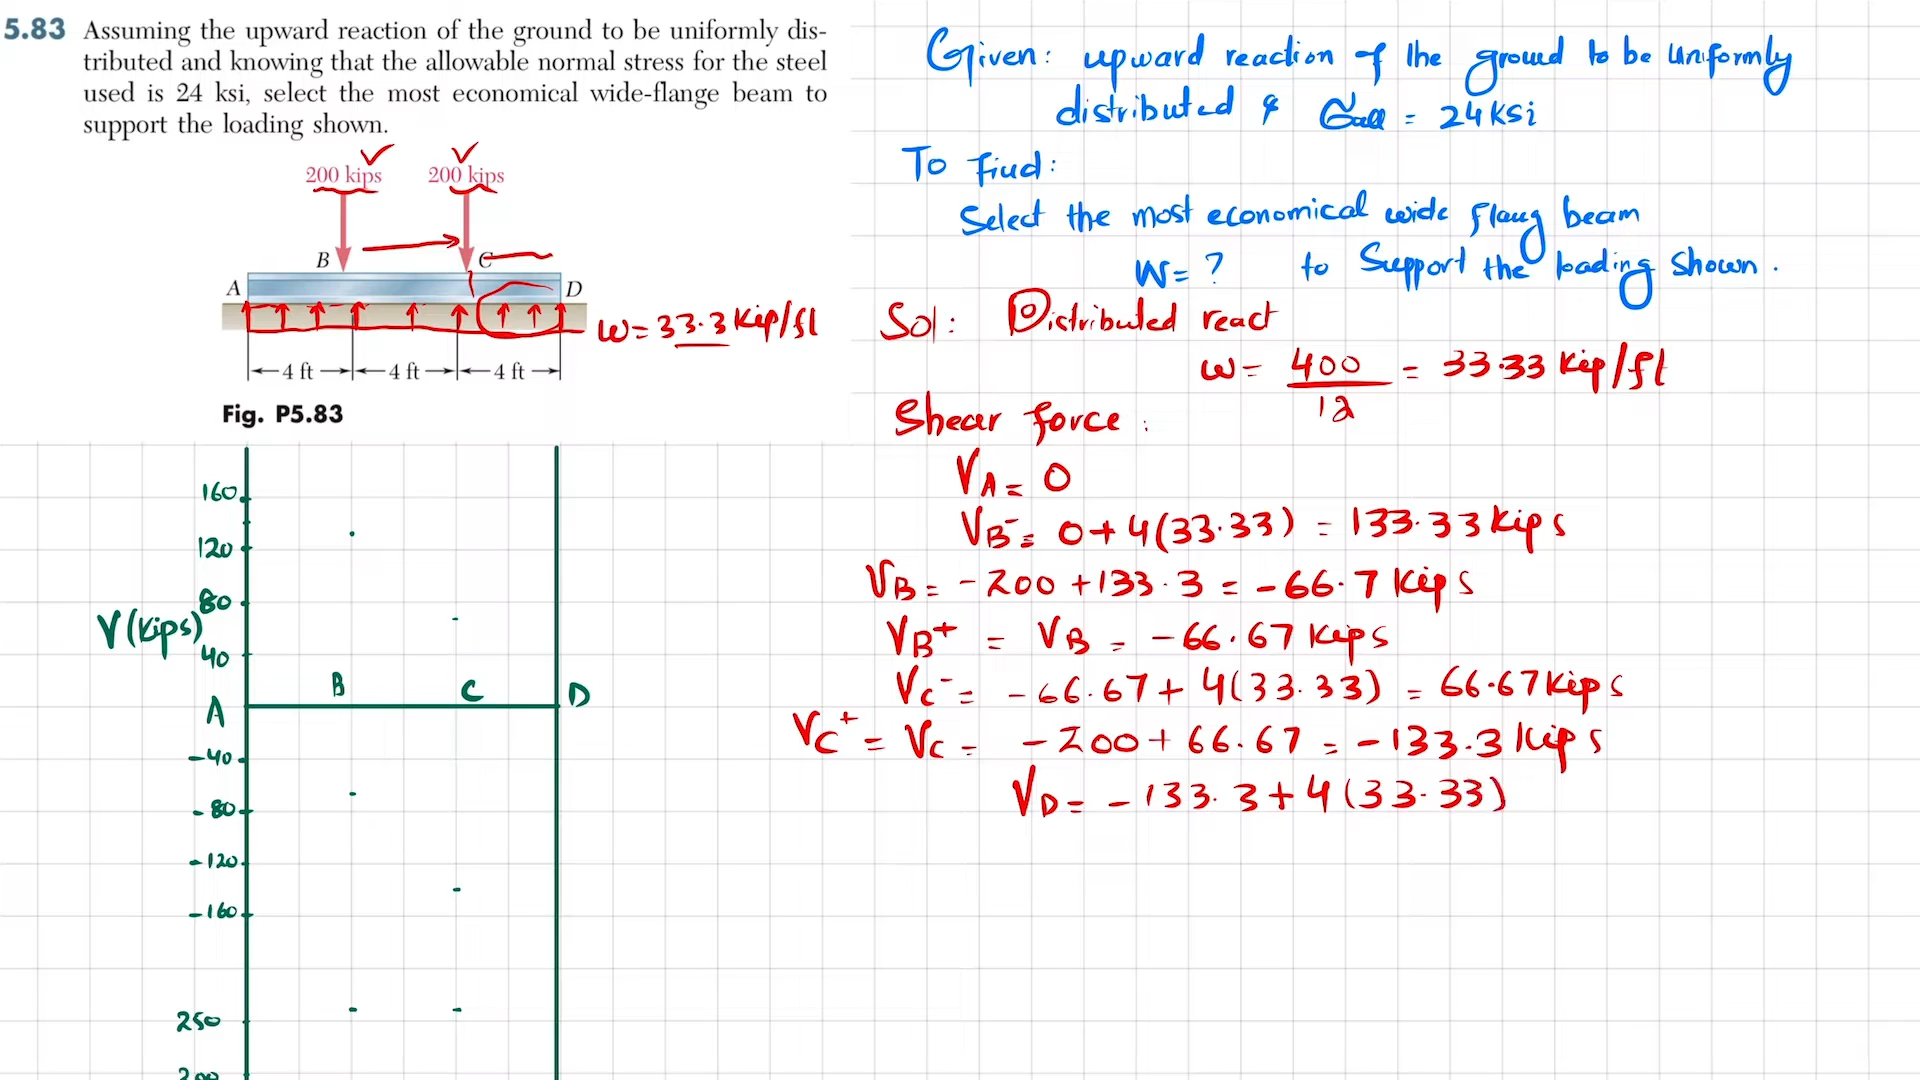 5.83 Assuming the upward reaction of the ground to be uniformly dis-
tributed and knowing that the allowable normal stress for the steel
used is 24 ksi, select the most economical wide-flange beam to
support the loading shown.
200 kips 200 kips
B C
A D
w = 33.3 kip/ft
4 ft 4 ft 4 ft
Fig. P5.83
160
120
80
V (kips)
40
B C D
A
-40
-80
-120
-160
250
200
Given: upward reaction of the ground to be uniformly
distributed & σall = 24 ksi
To find:
Select the most economical wide flang beam
W = ? to Support the loading shown.
Sol: Distributed react
w = 400 / 12 = 33.33 kip/ft
Shear force:
VA = 0
VB- = 0 + 4(33.33) = 133.33 kips
VB = -200 + 133.3 = -66.7 kips
VB+ = VB = -66.67 kips
VC- = -66.67 + 4(33.33) = 66.67 kips
VC+ = VC = -200 + 66.67 = -133.3 kips
VD = -133.3 + 4(33.33)